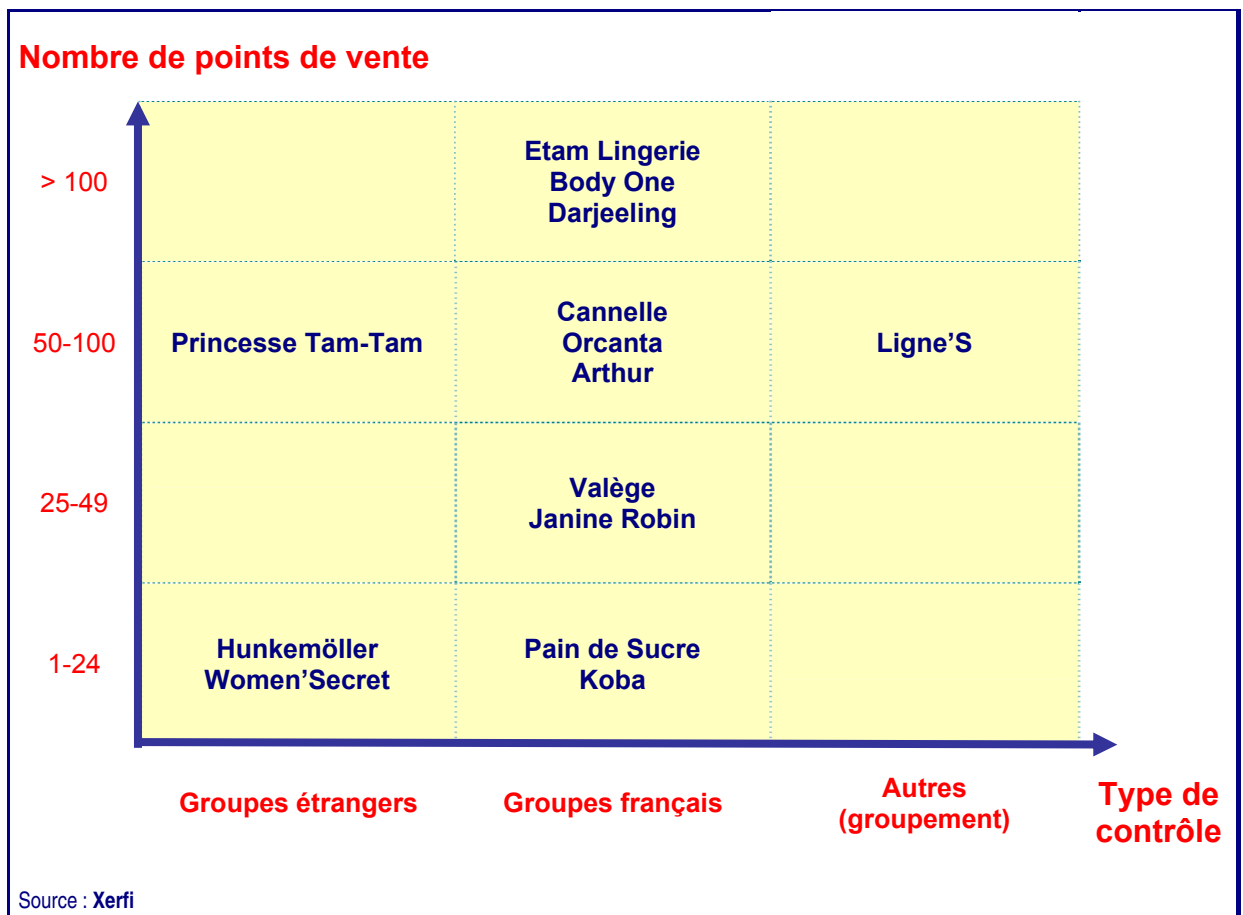 Nombre de points de vente
> 100
Etam Lingerie
Body One
Darjeeling
50-100
Princesse Tam-Tam
Cannelle
Orcanta
Arthur
Ligne’S
25-49
Valège
Janine Robin
1-24
Hunkemöller
Women’Secret
Pain de Sucre
Koba
Groupes étrangers
Groupes français
Autres
(groupement)
Type de
contrôle
Source : Xerfi